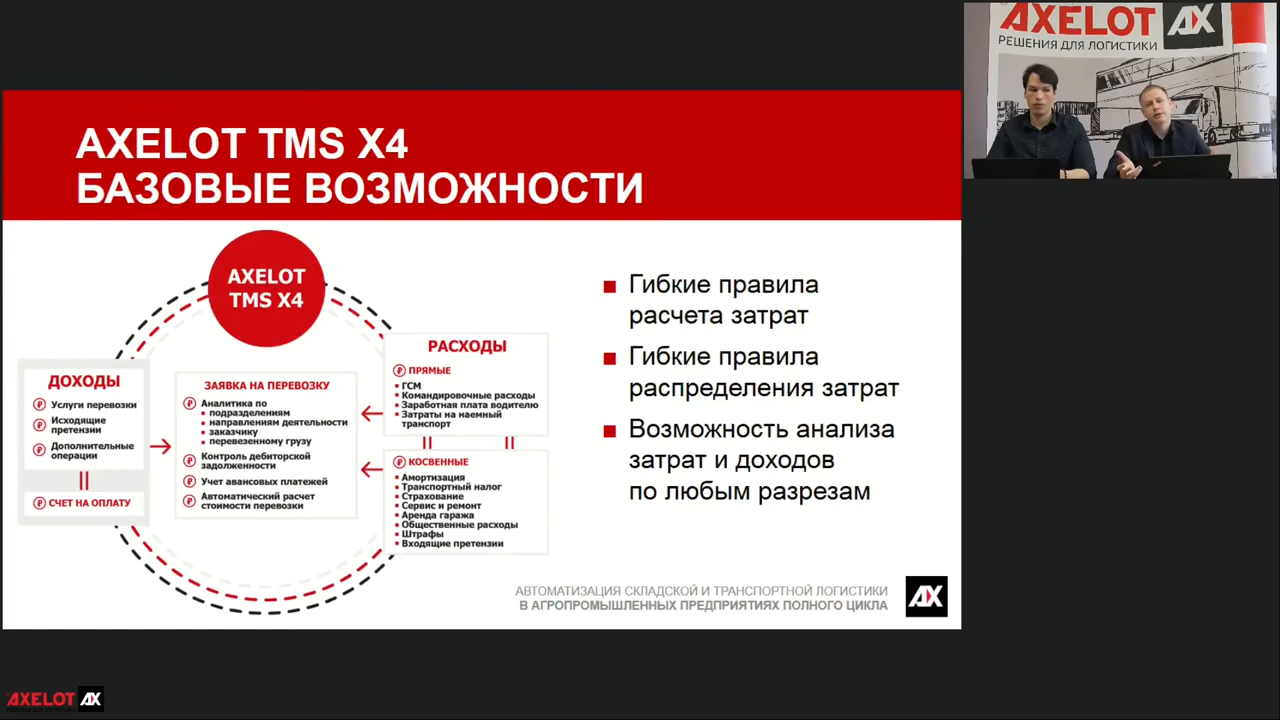 AXELOT
РЕШЕНИЯ ДЛЯ ЛОГИСТИКИ
AXELOT TMS X4
БАЗОВЫЕ ВОЗМОЖНОСТИ
AXELOT
TMS X4
ДОХОДЫ
Услуги перевозки
Исходящие
претензии
Дополнительные
операции
СЧЕТ НА ОПЛАТУ
ЗАЯВКА НА ПЕРЕВОЗКУ
Аналитика по
подразделениям
направлениям деятельности
заказчику
перевезенному грузу
Контроль дебиторской
задолженности
Учет авансовых платежей
Автоматический расчет
стоимости перевозки
РАСХОДЫ
ПРЯМЫЕ
ГСМ
Командировочные расходы
Заработная плата водителю
Затраты на наемный
транспорт
КОСВЕННЫЕ
Амортизация
Транспортный налог
Страхование
Сервис и ремонт
Аренда гаража
Общественные расходы
Штрафы
Входящие претензии
Гибкие правила
расчета затрат
Гибкие правила
распределения затрат
Возможность анализа
затрат и доходов
по любым разрезам
АВТОМАТИЗАЦИЯ СКЛАДСКОЙ И ТРАНСПОРТНОЙ ЛОГИСТИКИ
В АГРОПРОМЫШЛЕННЫХ ПРЕДПРИЯТИЯХ ПОЛНОГО ЦИКЛА
AXELOT